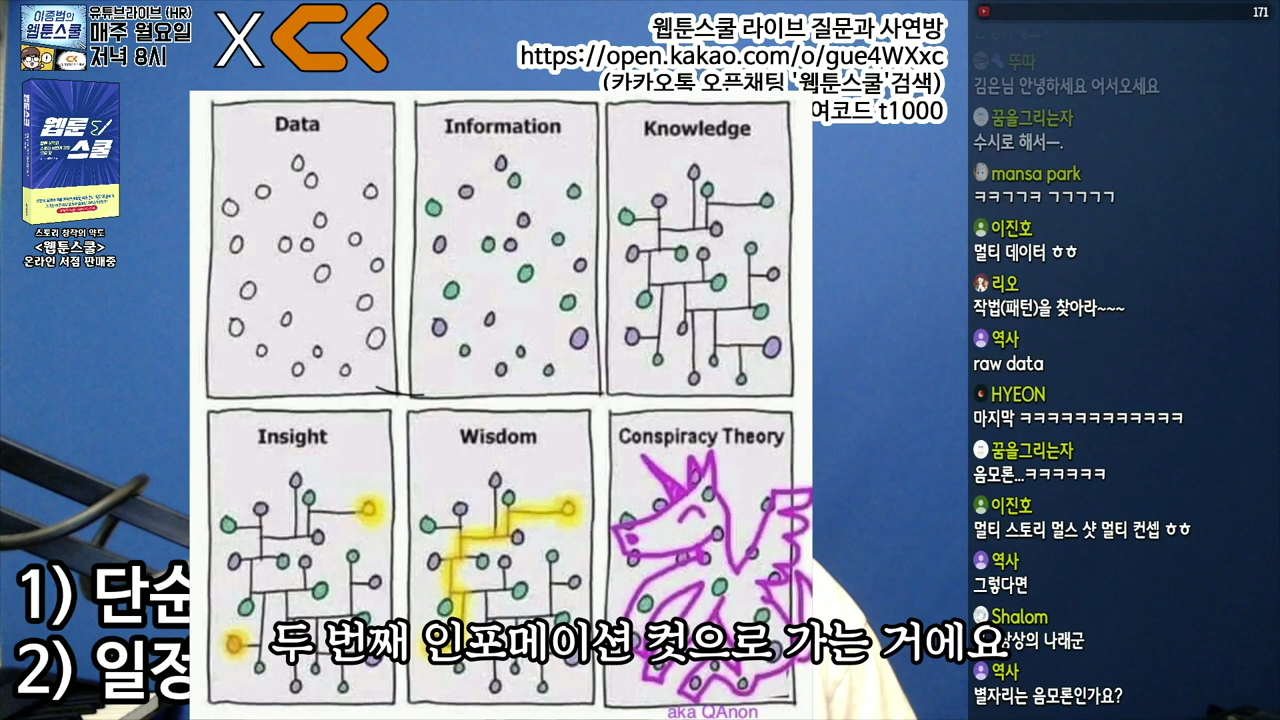 이종범의
웹툰스쿨
유튜브라이브 (HR)
매주 월요일
저녁 8시
X
웹툰스쿨 라이브 질문과 사연방
https://open.kakao.com/o/gue4WXxc
(카카오톡 오픈채팅 '웹툰스쿨'검색)
여코드 t1000
웹툰
스쿨
스토리 창작의 약도
<웹툰스쿨>
온라인 서점 판매중
Data
Information
Knowledge
Insight
Wisdom
Conspiracy Theory
aka QAnon
1) 단순
2) 일정
두 번째 인포메이션 컷으로 가는 거에요
171
뚜따
김은님 안녕하세요 어서오세요
꿈을그리는자
수시로 해서ㅡ.
mansa park
ㅋㅋㄱㄱㅋ ㄱㄱㄱㄱㄱ
이진호
멀티 데이터 ㅎㅎ
리오
작법(패턴)을 찾아라~~~
역사
raw data
HYEON
마지막 ㅋㅋㅋㅋㅋㅋㅋㅋㅋㅋㅋㅋ
꿈을그리는자
음모론...ㅋㅋㅋㅋㅋㅋ
이진호
멀티 스토리 멀스 샷 멀티 컨셉 ㅎㅎ
역사
그렇다면
Shalom
상상의 나래군
역사
별자리는 음모론인가요?